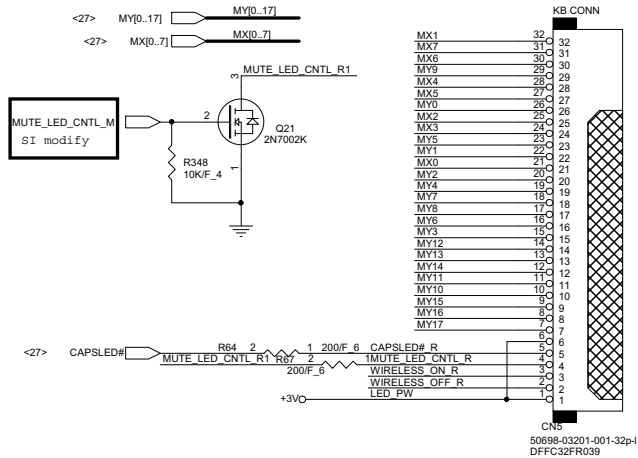 KB CONN
<27> MY[0..17] MY[0..17]
<27> MX[0..7] MX[0..7]
3 MUTE_LED_CNTL_R1
MUTE_LED_CNTL_M
SI modify
2
Q21
2N7002K
1
R348
10K/F_4
MX1 32 32
MX7 31 31
MX6 30 30
MY9 29 29
MX4 28 28
MX5 27 27
MY0 26 26
MX2 25 25
MX3 24 24
MY5 23 23
MY1 22 22
MX0 21 21
MY2 20 20
MY4 19 19
MY7 18 18
MY8 17 17
MY6 16 16
MY3 15 15
MY12 14 14
MY13 13 13
MY14 12 12
MY11 11 11
MY10 10 10
MY15 9 9
MY16 8 8
MY17 7 7
6 6
<27> CAPSLED# R64 2 1 200/F_6 CAPSLED#_R 5 5
MUTE_LED_CNTL_R1 R67 2 1 MUTE_LED_CNTL_R 4 4
200/F_6
WIRELESS_ON_R 3 3
WIRELESS_OFF_R 2 2
+3V LED_PW 1 1
CN5
50698-03201-001-32p-l
DFFC32FR039